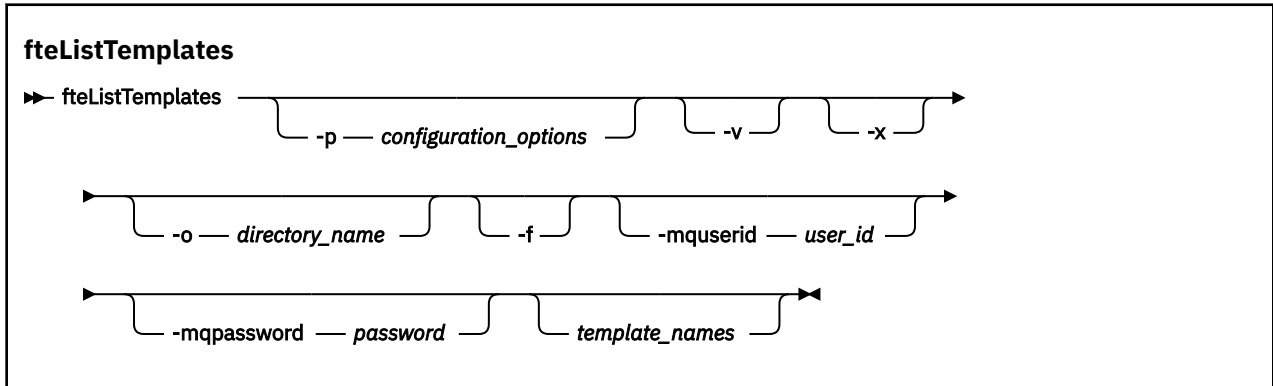 fteListTemplates
fteListTemplates -p configuration_options -v -x
-o directory_name -f -mquserid user_id
-mqpassword password template_names